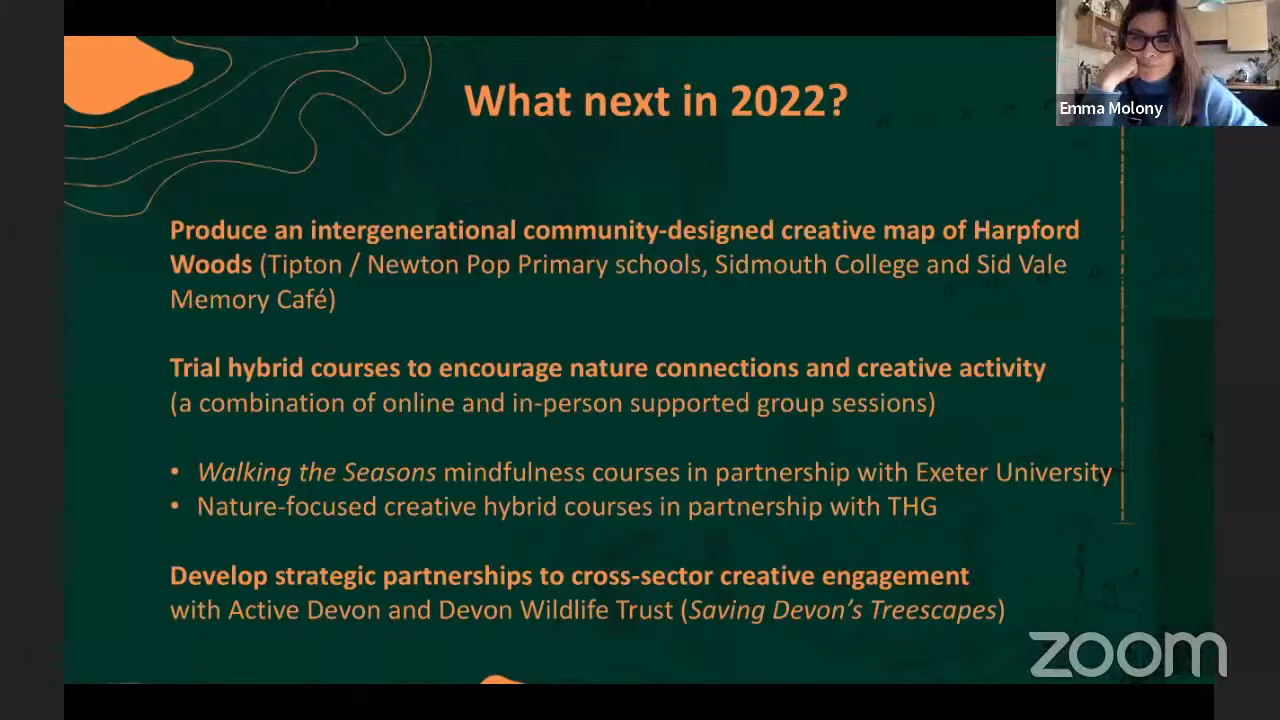 What next in 2022?
Emma Molony
Produce an intergenerational community-designed creative map of Harpford
Woods (Tipton / Newton Pop Primary schools, Sidmouth College and Sid Vale
Memory Café)
Trial hybrid courses to encourage nature connections and creative activity
(a combination of online and in-person supported group sessions)
• Walking the Seasons mindfulness courses in partnership with Exeter University
• Nature-focused creative hybrid courses in partnership with THG
Develop strategic partnerships to cross-sector creative engagement
with Active Devon and Devon Wildlife Trust (Saving Devon’s Treescapes)
zoom